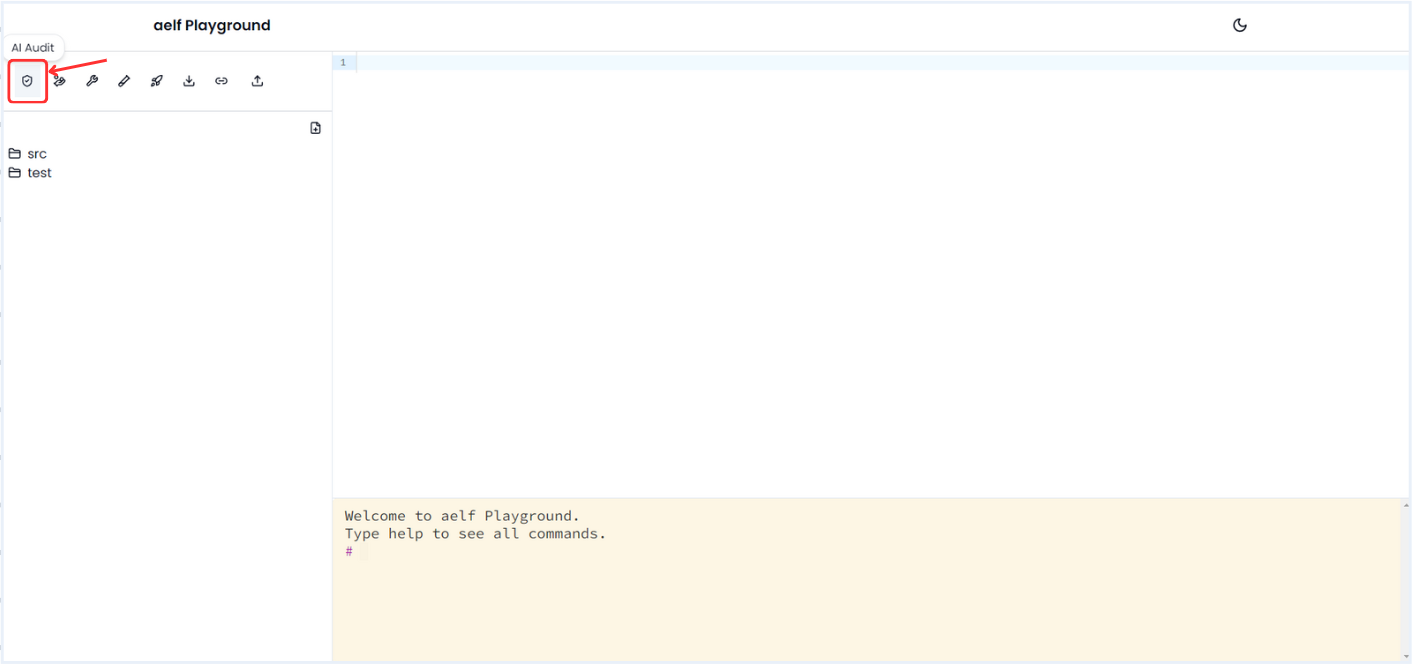 aelf Playground
AI Audit
1
src
test
Welcome to aelf Playground.
Type help to see all commands.
#